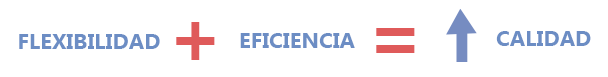 FLEXIBILIDAD + EFICIENCIA = ↑ CALIDAD